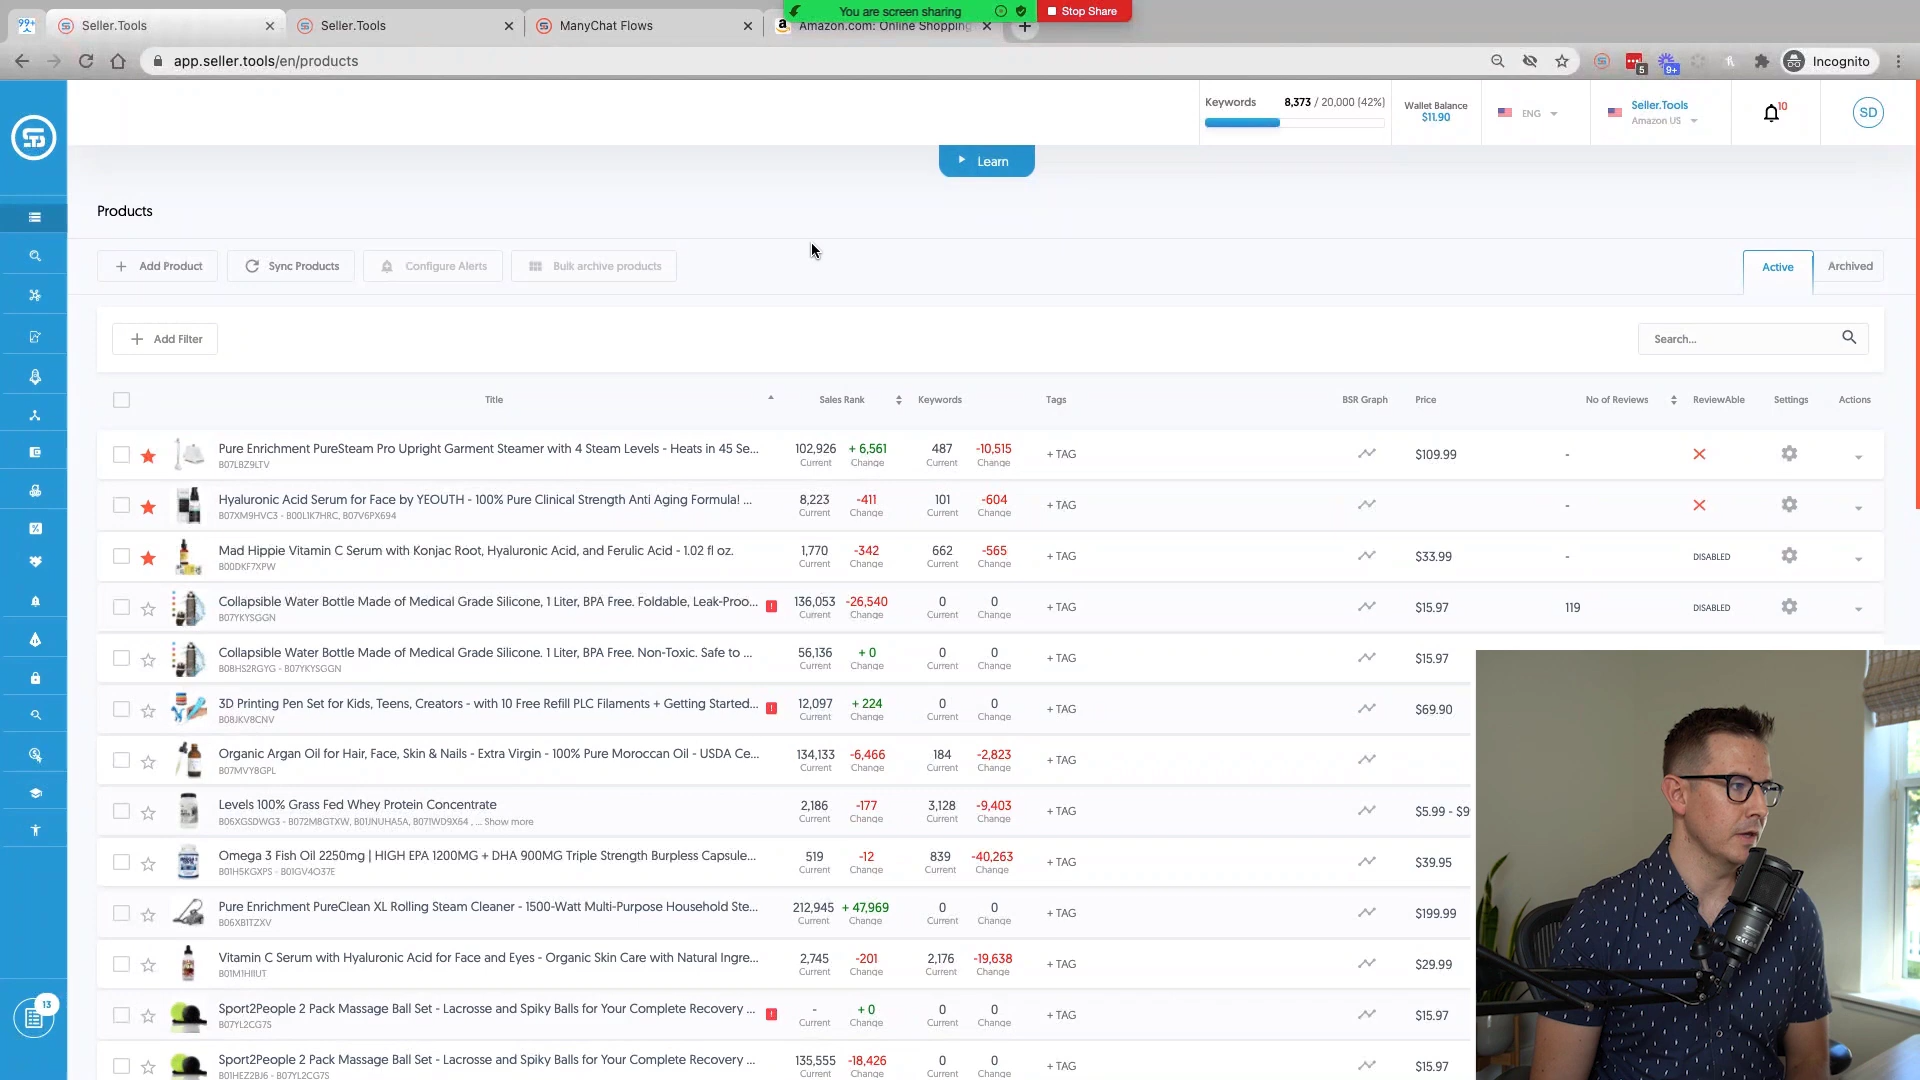 99+
Seller.Tools
Seller.Tools
ManyChat Flows
Amazon.com: Online Shopping
You are screen sharing
Stop Share
app.seller.tools/en/products
5
9+
Incognito
Keywords 8,373 / 20,000 (42%)
Wallet Balance
$11.90
ENG
Seller.Tools
Amazon US
10
SD
Learn
Products
Add Product
Sync Products
Configure Alerts
Bulk archive products
Active
Archived
Add Filter
Search...
Title Sales Rank Keywords Tags BSR Graph Price No of Reviews ReviewAble Settings Actions
Pure Enrichment PureSteam Pro Upright Garment Steamer with 4 Steam Levels - Heats in 45 Se... 102,926 + 6,561 487 -10,515 + TAG $109.99 -
B07LBZ9LTV Current Change Current Change
Hyaluronic Acid Serum for Face by YEOUTH - 100% Pure Clinical Strength Anti Aging Formula! ... 8,223 -411 101 -604 + TAG -
B07XM9HVC3 - B00L1K7HRC, B07V6PX694 Current Change Current Change
Mad Hippie Vitamin C Serum with Konjac Root, Hyaluronic Acid, and Ferulic Acid - 1.02 fl oz. 1,770 -342 662 -565 + TAG $33.99 - DISABLED
B00DKF7XPW Current Change Current Change
Collapsible Water Bottle Made of Medical Grade Silicone, 1 Liter, BPA Free. Foldable, Leak-Proo... 136,053 -26,540 0 0 + TAG $15.97 119 DISABLED
B07YKYSGGN Current Change Current Change
Collapsible Water Bottle Made of Medical Grade Silicone. 1 Liter, BPA Free. Non-Toxic. Safe to ... 56,136 + 0 0 0 + TAG $15.97
B08HS2RGYG - B07YKYSGGN Current Change Current Change
3D Printing Pen Set for Kids, Teens, Creators - with 10 Free Refill PLC Filaments + Getting Started... 12,097 + 224 0 0 + TAG $69.90
B08JKV8CNV Current Change Current Change
Organic Argan Oil for Hair, Face, Skin & Nails - Extra Virgin - 100% Pure Moroccan Oil - USDA Ce... 134,133 -6,466 184 -2,823 + TAG
B07MVY8GPL Current Change Current Change
Levels 100% Grass Fed Whey Protein Concentrate 2,186 -177 3,128 -9,403 + TAG $5.99 - $9
B06XGSDWG3 - B072M8GTXW, B01JNUHA5A, B071WD9X64 , ... Show more Current Change Current Change
Omega 3 Fish Oil 2250mg | HIGH EPA 1200MG + DHA 900MG Triple Strength Burpless Capsule... 519 -12 839 -40,263 + TAG $39.95
B01H5KGXPS - B01GV4O37E Current Change Current Change
Pure Enrichment PureClean XL Rolling Steam Cleaner - 1500-Watt Multi-Purpose Household Ste... 212,945 + 47,969 0 0 + TAG $199.99
B06XB1TZXV Current Change Current Change
Vitamin C Serum with Hyaluronic Acid for Face and Eyes - Organic Skin Care with Natural Ingre... 2,745 -201 2,176 -19,638 + TAG $29.99
B01M1HIIUT Current Change Current Change
Sport2People 2 Pack Massage Ball Set - Lacrosse and Spiky Balls for Your Complete Recovery ... - + 0 0 0 + TAG $15.97
B07YL2CG7S Current Change Current Change
Sport2People 2 Pack Massage Ball Set - Lacrosse and Spiky Balls for Your Complete Recovery ... 135,555 -18,426 0 0 + TAG $15.97
B01HEZ2BJ6 - B07YL2CG7S Current Change Current Change
13